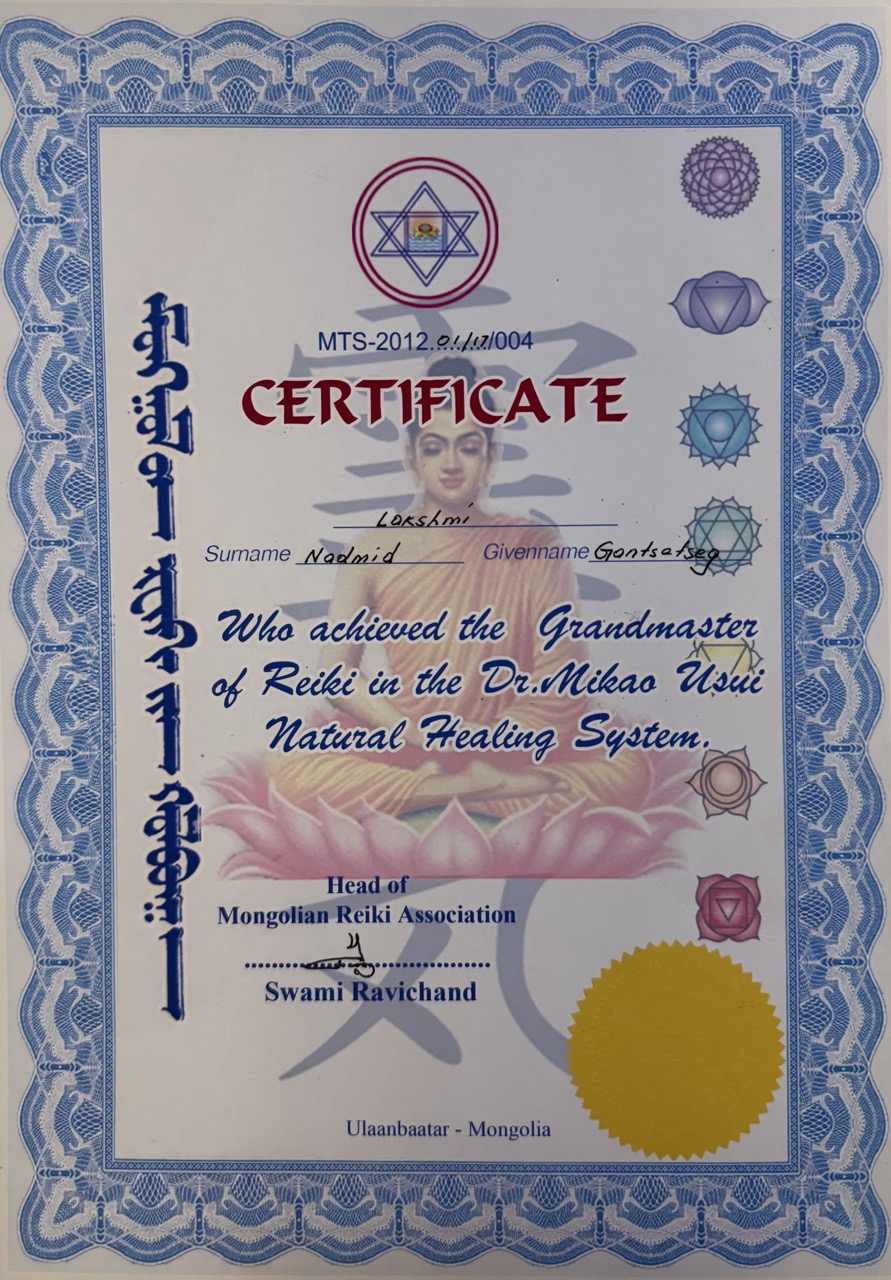 MTS-2012.01/17/004
CERTIFICATE
Lakshmi
Surname Nadmid Givenname Gantsetseg
Who achieved the Grandmaster
of Reiki in the Dr.Mikao Usui
Natural Healing System.
Head of
Mongolian Reiki Association
Swami Ravichand
Ulaanbaatar - Mongolia